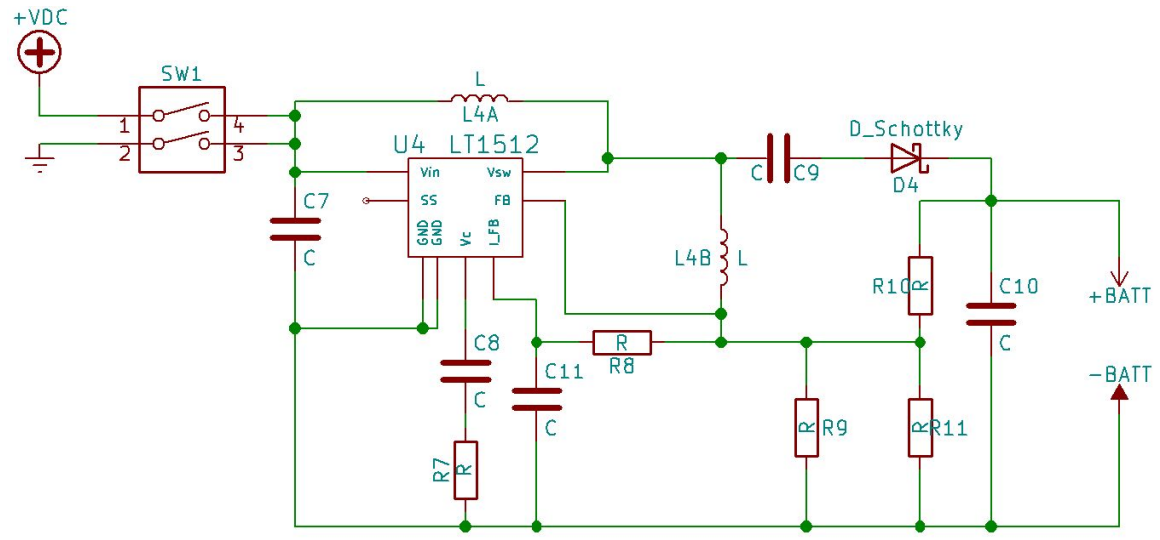 +VDC
SW1
1
4
2
3
L
L4A
U4 LT1512
Vin
Vsw
SS
FB
GND
GND
Vc
I_FB
C7
C
C C9
D_Schottky
D4
L4B L
R10
R
C10
C
+BATT
-BATT
C8
C
R
R8
C11
C
R7
R
R
R9
R
R11